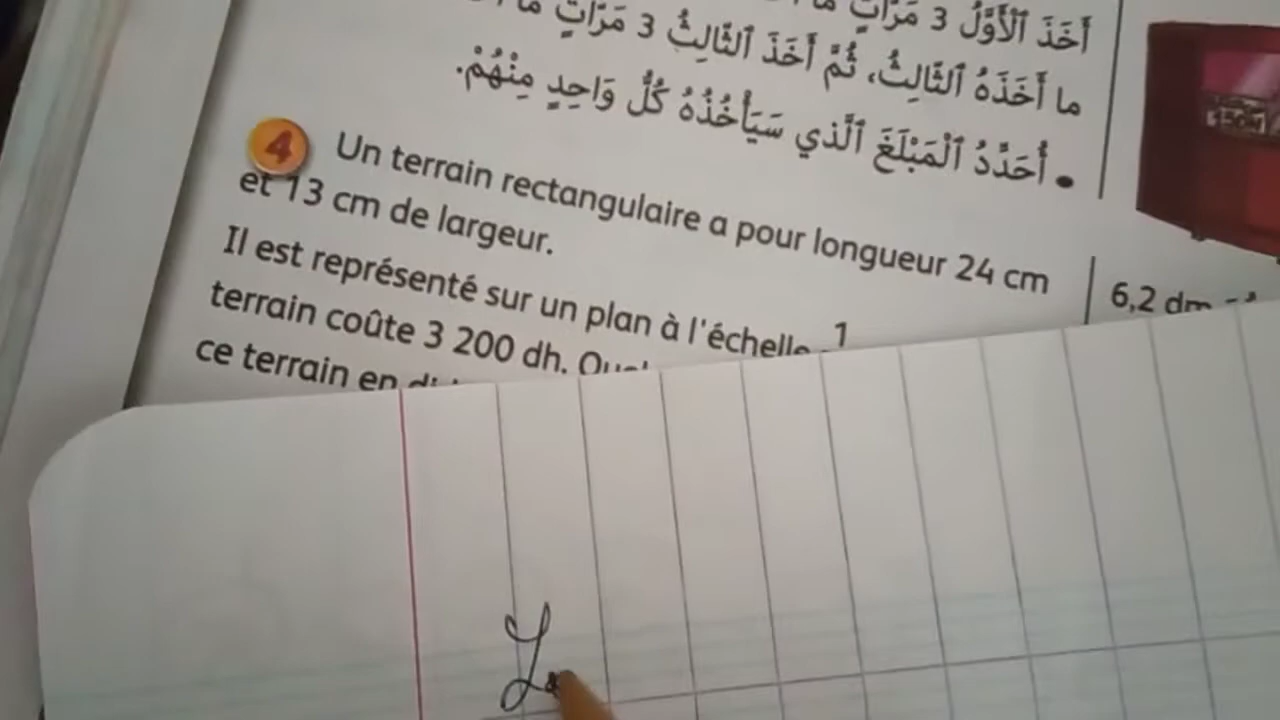 أَخَذَ ٱلْأَوَّلُ 3 مَرَّاتٍ
ما أَخَذَهُ ٱلثَّالِثُ، ثُمَّ أَخَذَ ٱلثَّالِثُ 3 مَرَّاتٍ
• أُحَدِّدُ ٱلْمَبْلَغَ ٱلَّذي سَيَأْخُذُهُ كُلُّ وَاحِدٍ مِنْهُمْ.
4 Un terrain rectangulaire a pour longueur 24 cm
et 13 cm de largeur.
Il est représenté sur un plan à l'échelle 1
terrain coûte 3 200 dh.
ce terrain en
6,2 dm